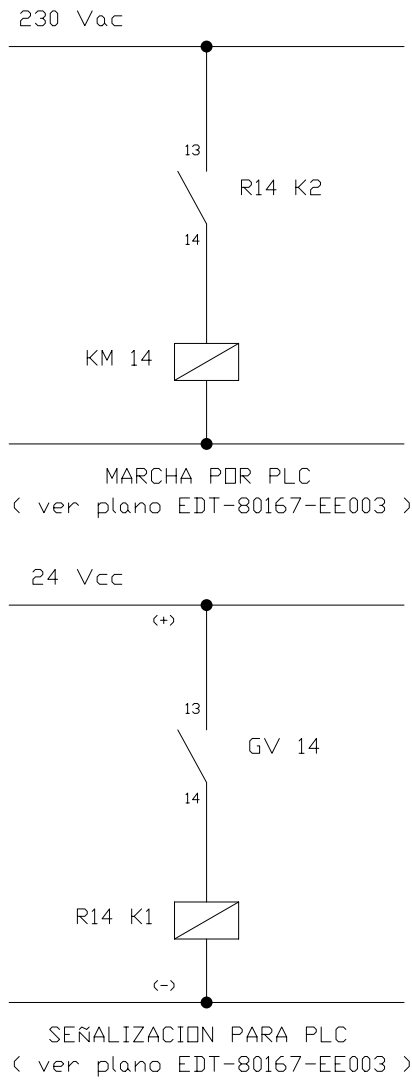 230 Vac
13
R14 K2
14
KM 14
MARCHA POR PLC
( ver plano EDT-80167-EE003 )
24 Vcc
(+)
13
GV 14
14
R14 K1
(-)
SEÑALIZACION PARA PLC
( ver plano EDT-80167-EE003 )